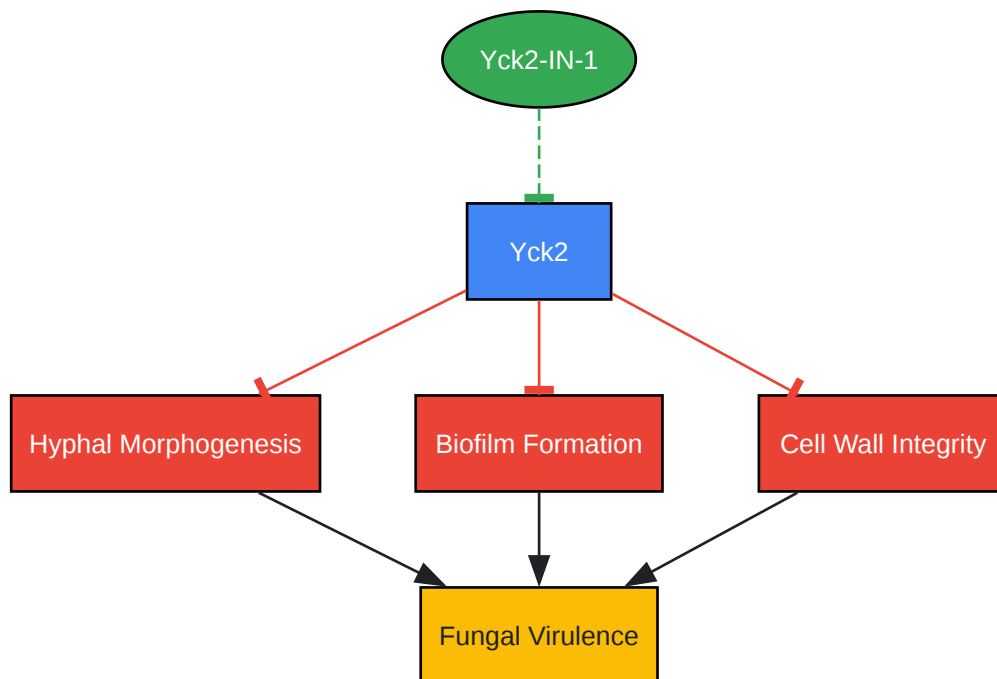 Yck2-IN-1
Yck2
Hyphal Morphogenesis
Biofilm Formation
Cell Wall Integrity
Fungal Virulence